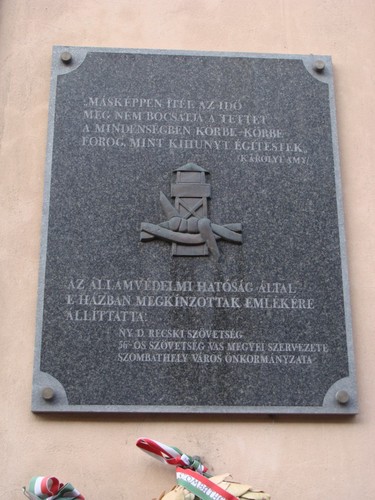 „MÁSKÉPPEN ÍTÉL AZ IDŐ
MEG NEM BOCSÁTJA A TETTET
A MINDENSÉGBEN KÖRBE-KÖRBE
FOROG, MINT KIHUNYT ÉGITESTEK„
/KÁROLYI AMY/
AZ ÁLLAMVÉDELMI HATÓSÁG ÁLTAL
E HÁZBAN MEGKÍNZOTTAK EMLÉKÉRE
ÁLLÍTTATTA:
NY. D. RECSKI SZÖVETSÉG
56-OS SZÖVETSÉG VAS MEGYEI SZERVEZETE
SZOMBATHELY VÁROS ÖNKORMÁNYZATA